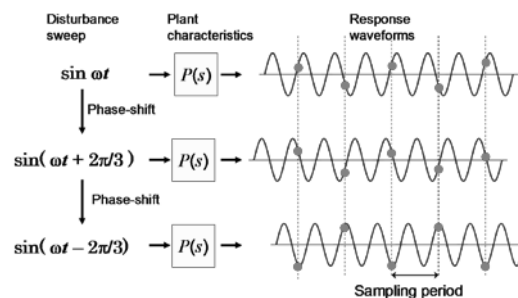 Disturbance sweep
Plant characteristics
Response waveforms
sin ωt
P(s)
Phase-shift
sin( ωt + 2π/3 )
P(s)
Phase-shift
sin( ωt − 2π/3)
P(s)
Sampling period